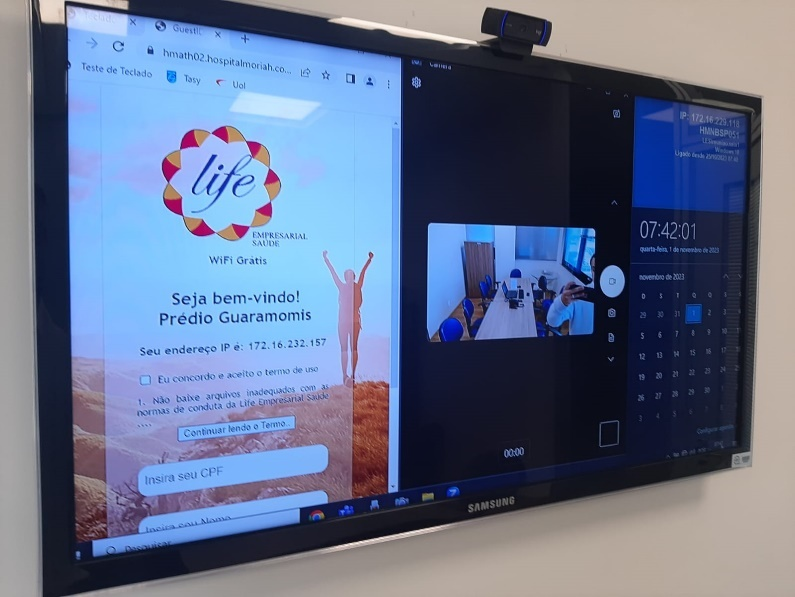 Guestli
hmath02.hospitalmoriah.co...
Teste de Teclado
Tasy
Uol
life
EMPRESARIAL
SAÚDE
WiFi Grátis
Seja bem-vindo!
Prédio Guaramomis
Seu endereço IP é: 172.16.232.157
Eu concordo e aceito o termo de uso
1. Não baixe arquivos inadequados com as
normas de conduta da Life Empresarial Saúde
....
Continuar lendo o Termo...
Insira seu CPF
Insira seu Nome
Pesquisar
Câmera
00:00
IP: 172.16.229.118
HMNBSP051
07:42:01
quarta-feira, 1 de novembro de 2023
novembro de 2023
D S T Q Q S S
29 30 31 1 2 3 4
5 6 7 8 9 10 11
12 13 14 15 16 17 18
19 20 21 22 23 24 25
26 27 28 29 30 1 2
3 4 5 6 7 8 9
SAMSUNG